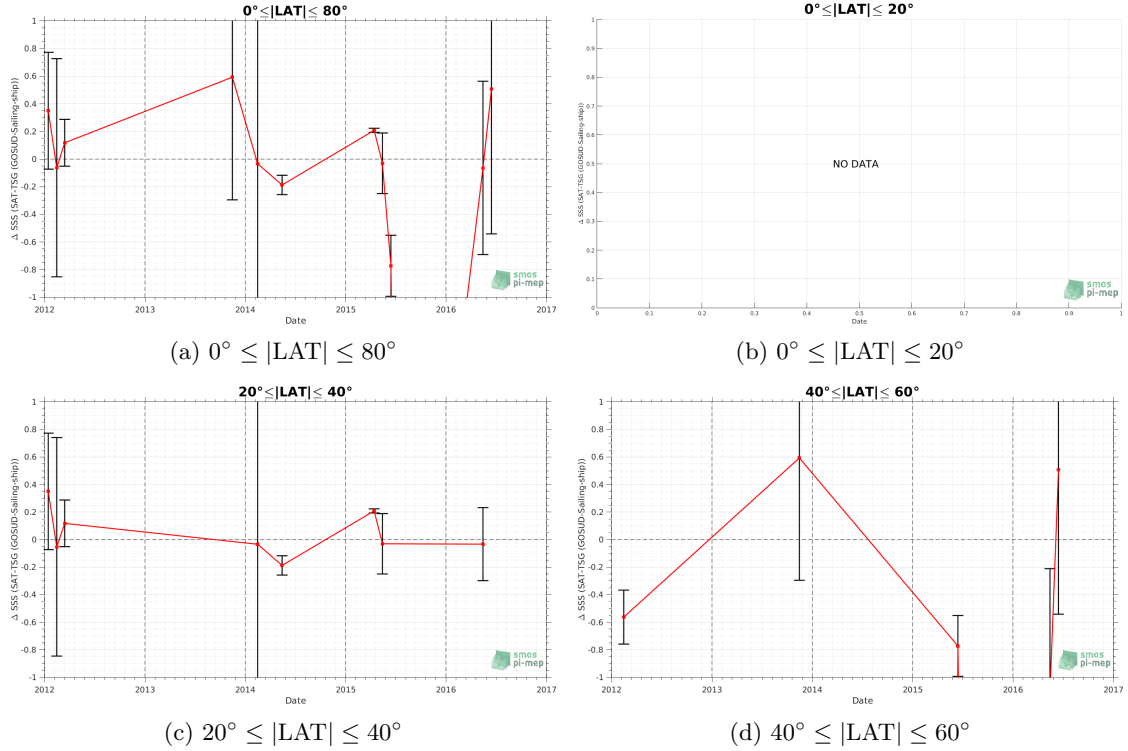 0°≤|LAT|≤ 80°
1
0.8
0.6
0.4
0.2
0
-0.2
-0.4
-0.6
-0.8
-1
Δ SSS (SAT-TSG (GOSUD-Sailing-ship))
smos
pi-mep
2012 2013 2014 2015 2016 2017
Date
(a) 0° ≤ |LAT| ≤ 80°
0°≤|LAT|≤ 20°
1
0.9
0.8
0.7
0.6
0.5
0.4
0.3
0.2
0.1
0
Δ SSS (SAT-TSG (GOSUD-Sailing-ship))
NO DATA
smos
pi-mep
0 0.1 0.2 0.3 0.4 0.5 0.6 0.7 0.8 0.9 1
Date
(b) 0° ≤ |LAT| ≤ 20°
20°≤|LAT|≤ 40°
1
0.8
0.6
0.4
0.2
0
-0.2
-0.4
-0.6
-0.8
-1
Δ SSS (SAT-TSG (GOSUD-Sailing-ship))
smos
pi-mep
2012 2013 2014 2015 2016 2017
Date
(c) 20° ≤ |LAT| ≤ 40°
40°≤|LAT|≤ 60°
1
0.8
0.6
0.4
0.2
0
-0.2
-0.4
-0.6
-0.8
-1
Δ SSS (SAT-TSG (GOSUD-Sailing-ship))
smos
pi-mep
2012 2013 2014 2015 2016 2017
Date
(d) 40° ≤ |LAT| ≤ 60°